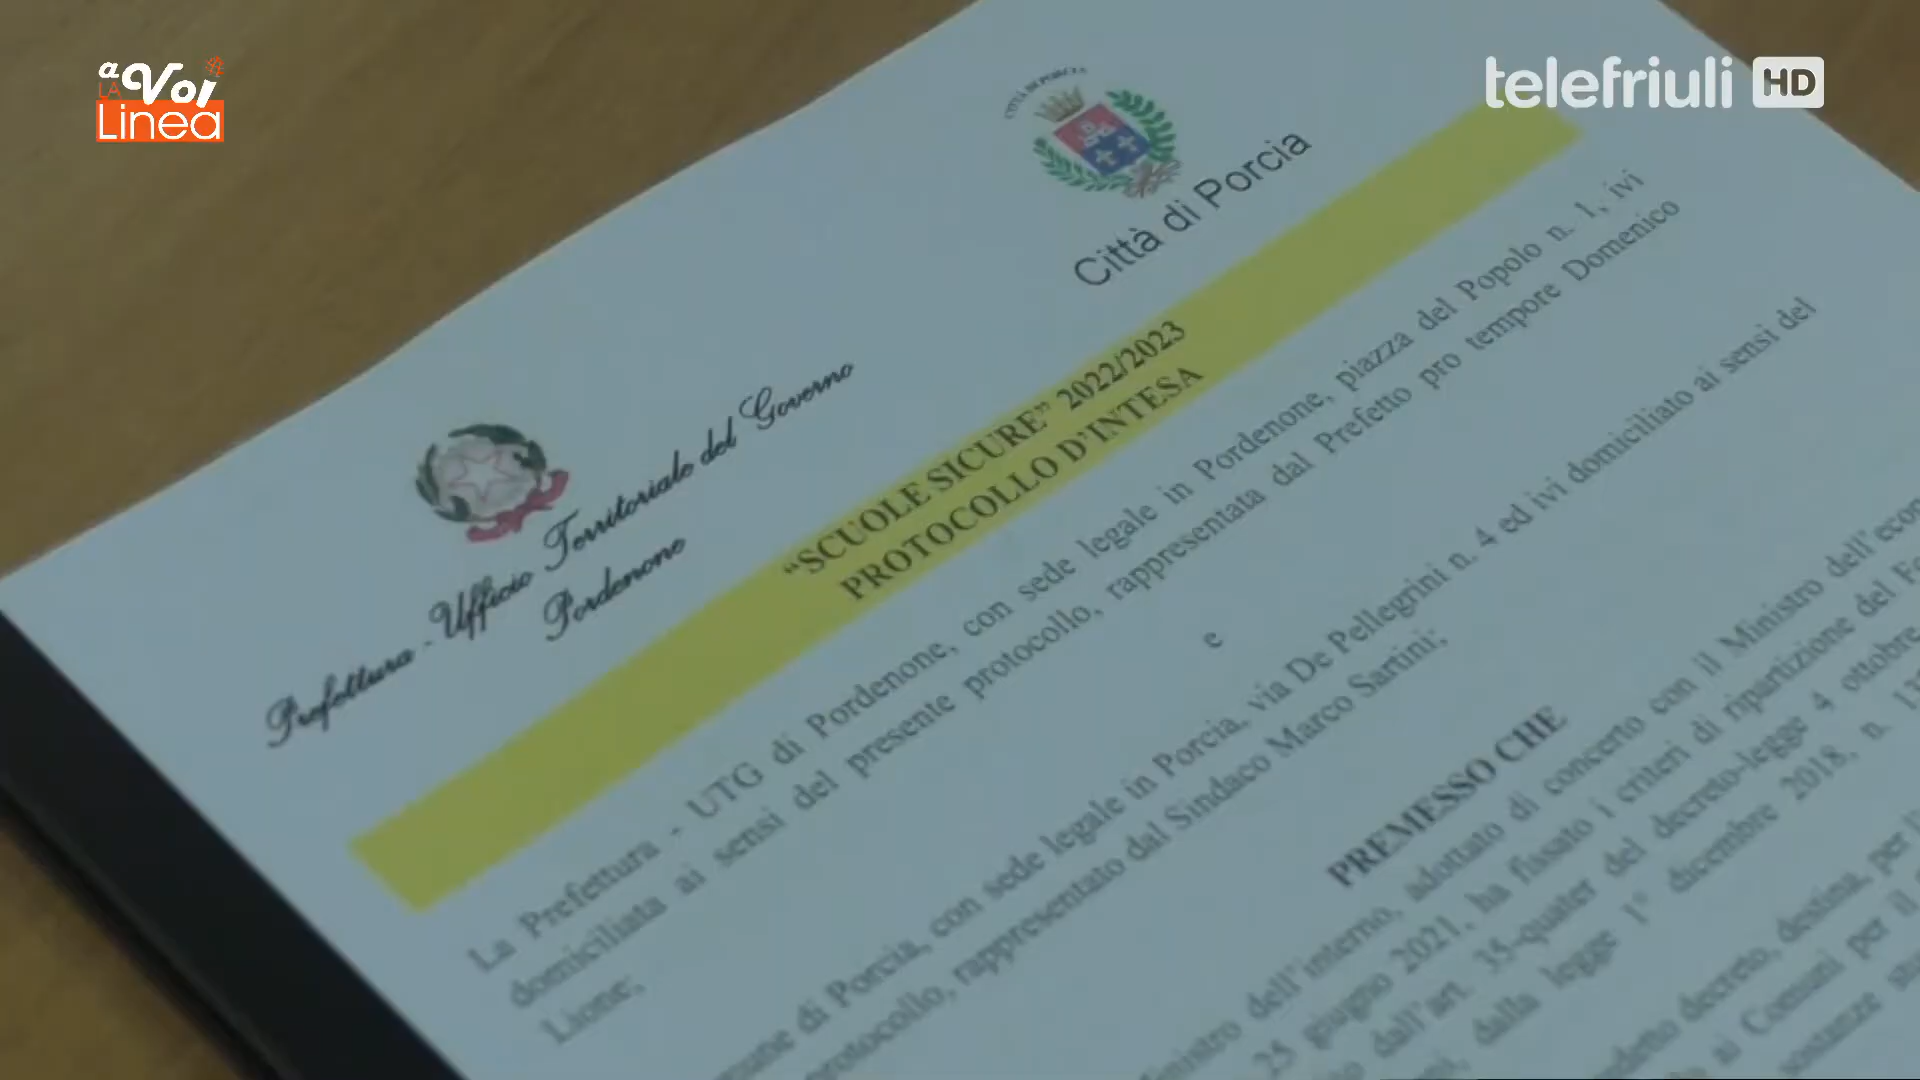 a Voi
LA
Linea
telefriuli HD
CITTÀ DI PORCIA
Città di Porcia
Prefettura - Ufficio Territoriale del Governo
Pordenone
“SCUOLE SICURE” 2022/2023
PROTOCOLLO D’INTESA
La Prefettura - UTG di Pordenone, con sede legale in Pordenone, piazza del Popolo n. 1, ivi
domiciliata ai sensi del presente protocollo, rappresentata dal Prefetto pro tempore Domenico
Lione;
e
di Porcia, con sede legale in Porcia, via De Pellegrini n. 4 ed ivi domiciliato ai sensi del
protocollo, rappresentato dal Sindaco Marco Sartini;
PREMESSO CHE
dell’interno, adottato di concerto con il Ministro
25 giugno 2021, ha fissato i criteri di ripartizione del
dall’art. 35-quater del decreto-legge 4 ottobre
dalla legge 1° dicembre 2018, n.
decreto, destina, per
ai Comuni per il
sostanze